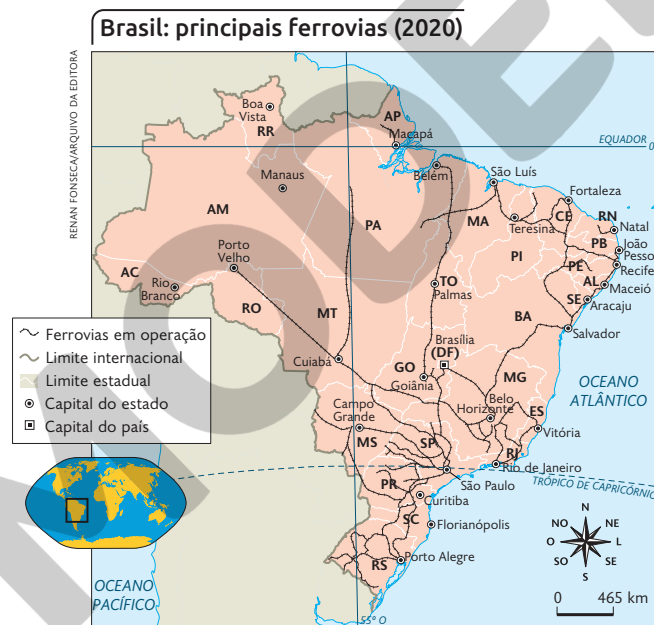 Brasil: principais ferrovias (2020)
RENAN FONSECA/ARQUIVO DA EDITORA
Boa
Vista
RR
AP
Macapá
EQUADOR 0
Belém
São Luís
Manaus
Fortaleza
AM
PA
MA
Teresina
CE
RN
Natal
PB
João
Pesso
Porto
Velho
PI
PE
Recife
AC
Rio
Branco
TO
Palmas
AL
Maceió
SE
Aracaju
RO
MT
BA
Salvador
Ferrovias em operação
Limite internacional
Limite estadual
Capital do estado
Capital do país
Cuiabá
Brasília
(DF)
GO
Goiânia
MG
OCEANO
ATLÂNTICO
Campo
Grande
Belo
Horizonte
ES
Vitória
MS
SP
RJ
Rio de Janeiro
São Paulo
TRÓPICO DE CAPRICÓRNIO
PR
Curitiba
SC
Florianópolis
RS
Porto Alegre
OCEANO
PACÍFICO
55° O
N
NO
NE
O
L
SO
SE
S
0 465 km
MODE